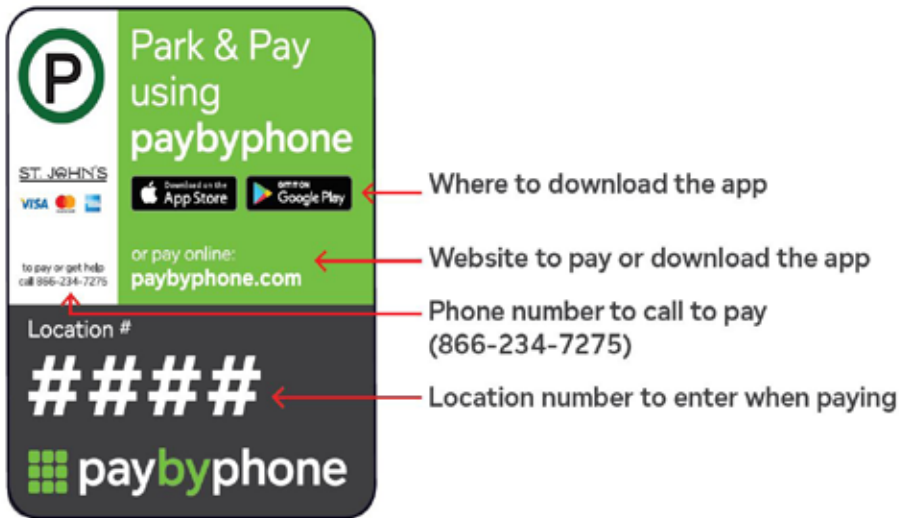 P
Park & Pay
using
paybyphone
ST. JOHN'S
VISA
Download on the
App Store
GET IT ON
Google Play
or pay online:
paybyphone.com
to pay or get help
call 866-234-7275
Location #
####
paybyphone
Where to download the app
Website to pay or download the app
Phone number to call to pay
(866-234-7275)
Location number to enter when paying